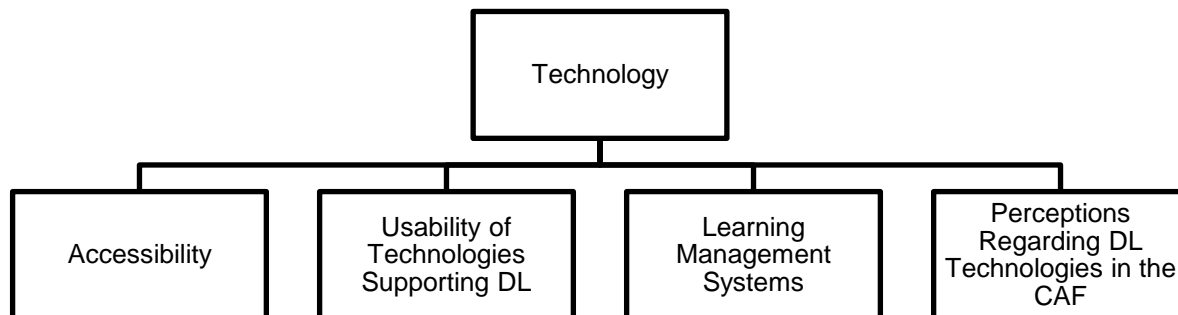 Technology
Accessibility
Usability of
Technologies
Supporting DL
Learning
Management
Systems
Perceptions
Regarding DL
Technologies in the
CAF